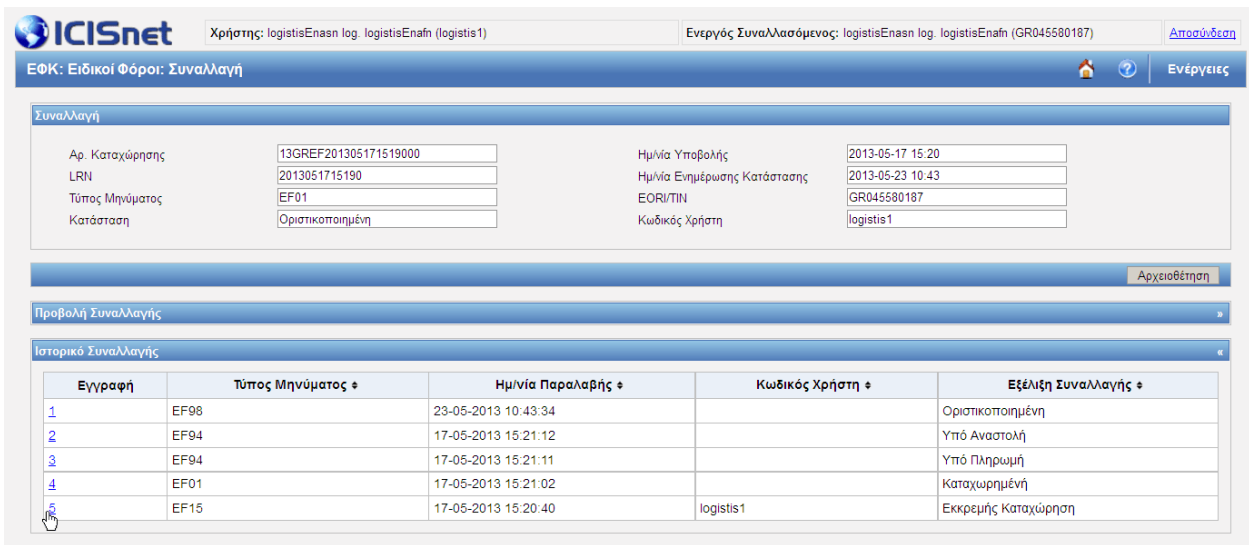 ICISnet Χρήστης: logistisEnasn log. logistisEnafn (logistis1) Ενεργός Συναλλασόμενος: logistisEnasn log. logistisEnafn (GR045580187) Αποσύνδεση
ΕΦΚ: Ειδικοί Φόροι: Συναλλαγή ? Ενέργειες
Συναλλαγή
Αρ. Καταχώρησης 13GREF201305171519000 Ημ/νία Υποβολής 2013-05-17 15:20
LRN 2013051715190 Ημ/νία Ενημέρωσης Κατάστασης 2013-05-23 10:43
Τύπος Μηνύματος EF01 EORI/TIN GR045580187
Κατάσταση Οριστικοποιημένη Κωδικός Χρήστη logistis1
Αρχειοθέτηση
Προβολή Συναλλαγής »
Ιστορικό Συναλλαγής «
Εγγραφή Τύπος Μηνύματος Ημ/νία Παραλαβής Κωδικός Χρήστη Εξέλιξη Συναλλαγής
1 EF98 23-05-2013 10:43:34 Οριστικοποιημένη
2 EF94 17-05-2013 15:21:12 Υπό Αναστολή
3 EF94 17-05-2013 15:21:11 Υπό Πληρωμή
4 EF01 17-05-2013 15:21:02 Καταχωρημένή
5 EF15 17-05-2013 15:20:40 logistis1 Εκκρεμής Καταχώρηση